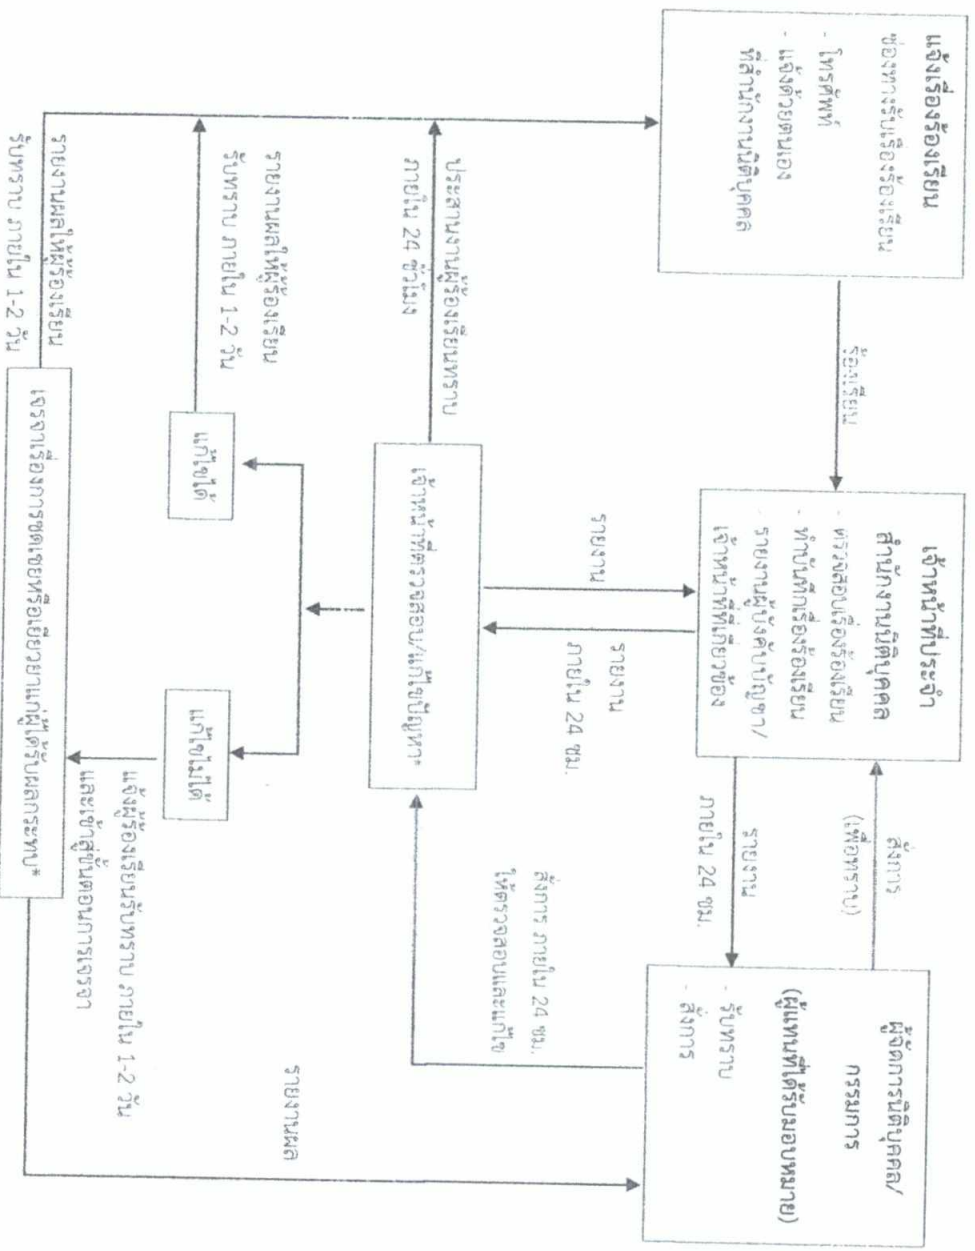 แจ้งเรื่องร้องเรียน
ช่องทางรับเรื่องร้องเรียน
- โทรศัพท์
- แจ้งด้วยตนเอง
ที่สำนักงานนิติบุคคล
ร้องเรียน
เจ้าหน้าที่ประจำ
สำนักงานนิติบุคคล
- ตรวจสอบเรื่องร้องเรียน
- ทำบันทึกเรื่องร้องเรียน
- รายงานผู้บังคับบัญชา/
เจ้าหน้าที่เกี่ยวข้อง
สั่งการ
(เพื่อทราบ)
รายงาน
ภายใน 24 ชม.
ผู้จัดการนิติบุคคล/
กรรมการ
(ผู้แทนที่ได้รับมอบหมาย)
- รับทราบ
- สั่งการ
รายงาน
รายงาน
ภายใน 24 ชม.
สั่งการ ภายใน 24 ชม.
ให้ตรวจสอบและแก้ไข
ประสานงานผู้ร้องเรียนทราบ
ภายใน 24 ชั่วโมง
เจ้าหน้าที่ตรวจสอบ/แก้ไขปัญหา*
รายงานผลให้ผู้ร้องเรียน
รับทราบ ภายใน 1-2 วัน
แก้ไขได้
แก้ไขไม่ได้
แจ้งผู้ร้องเรียนรับทราบ ภายใน 1-2 วัน
และเข้าสู่ขั้นตอนการเจรจา
รายงานผล
รายงานผลให้ผู้ร้องเรียน
รับทราบ ภายใน 1-2 วัน
เจรจาเรื่องการชดเชยหรือเยียวยาแก่ผู้ได้รับผลกระทบ*